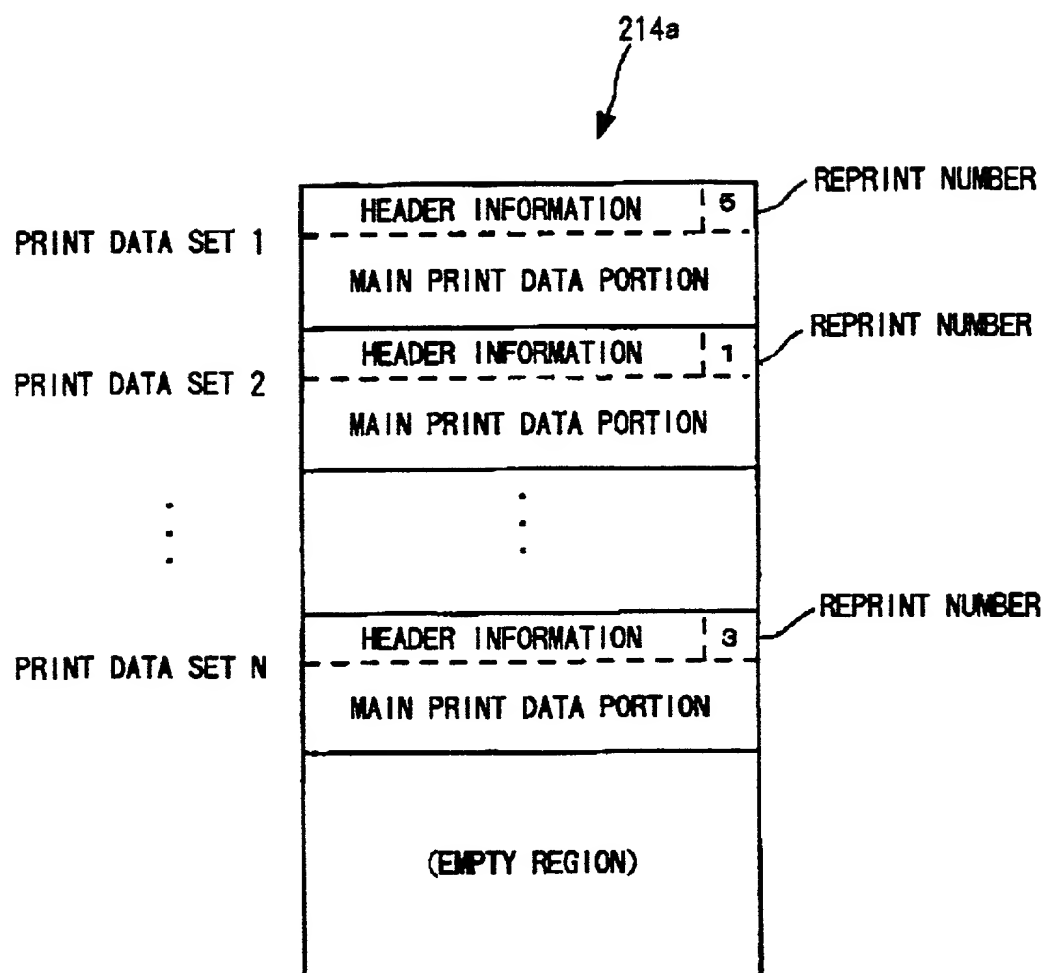 214a
HEADER INFORMATION 5 REPRINT NUMBER
PRINT DATA SET 1
MAIN PRINT DATA PORTION
HEADER INFORMATION 1 REPRINT NUMBER
PRINT DATA SET 2
MAIN PRINT DATA PORTION
HEADER INFORMATION 3 REPRINT NUMBER
PRINT DATA SET N
MAIN PRINT DATA PORTION
(EMPTY REGION)